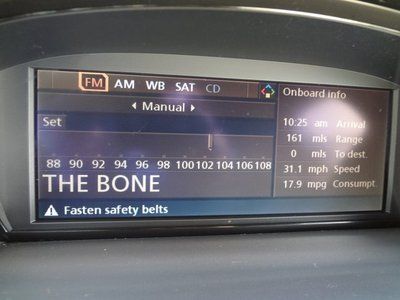 FM AM WB SAT CD
Manual
Set
88 90 92 94 96 98 100 102 104 106 108
THE BONE
Fasten safety belts
Onboard info
10:25 am Arrival
161 mls Range
0 mls To dest.
31.1 mph Speed
17.9 mpg Consumpt.